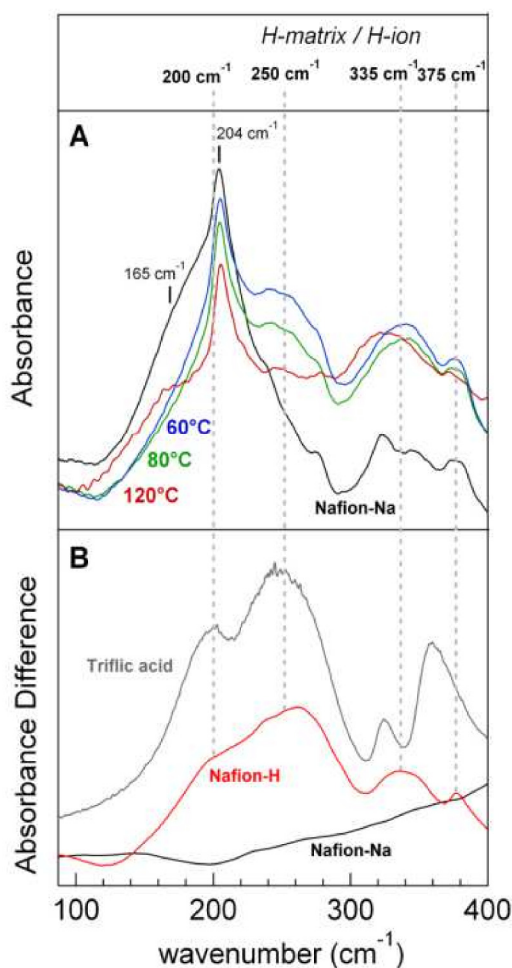 H-matrix / H-ion
200 cm⁻¹ 250 cm⁻¹ 335 cm⁻¹ 375 cm⁻¹
A
204 cm⁻¹
165 cm⁻¹
Absorbance
60°C
80°C
120°C
Nafion-Na
B
Absorbance Difference
Triflic acid
Nafion-H
Nafion-Na
100 200 300 400
wavenumber (cm⁻¹)